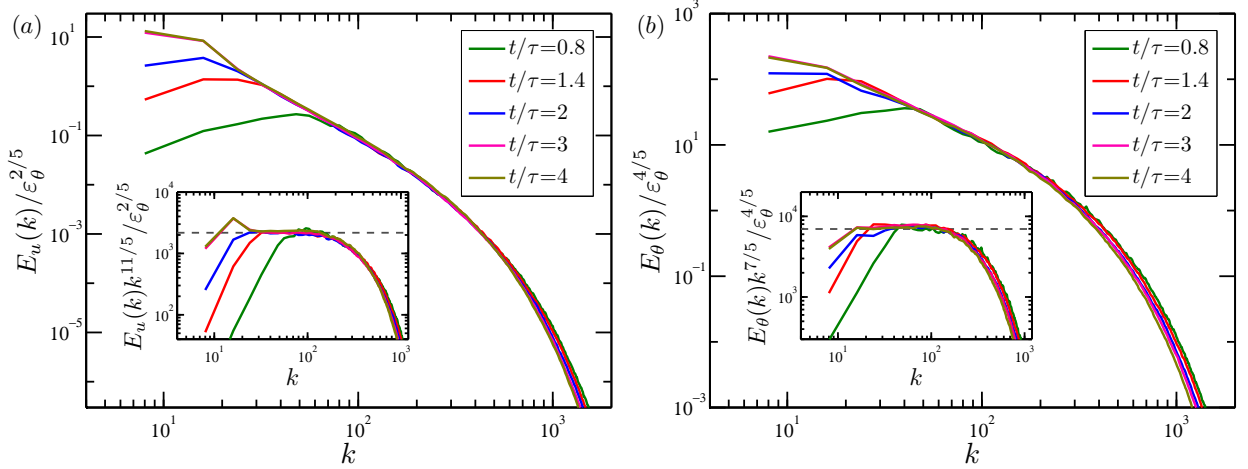 (a)
10^1
10^{-1}
10^{-3}
10^{-5}
E_u(k)/ε_θ^{2/5}
t/τ=0.8
t/τ=1.4
t/τ=2
t/τ=3
t/τ=4
10^4
10^3
10^2
E_u(k)k^{11/5}/ε_θ^{2/5}
10^1 10^2 10^3
k
10^1 10^2 10^3
k
(b)
10^3
10^1
10^{-1}
10^{-3}
E_θ(k)/ε_θ^{4/5}
t/τ=0.8
t/τ=1.4
t/τ=2
t/τ=3
t/τ=4
10^4
10^3
E_θ(k)k^{7/5}/ε_θ^{4/5}
10^1 10^2 10^3
k
10^1 10^2 10^3
k